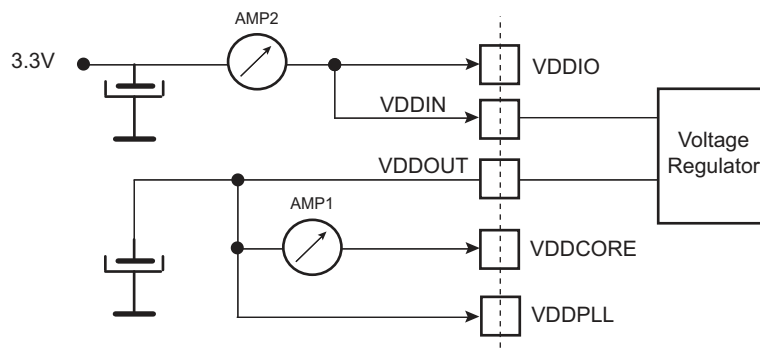 AMP2
3.3V
VDDIO
VDDIN
Voltage
Regulator
VDDOUT
AMP1
VDDCORE
VDDPLL